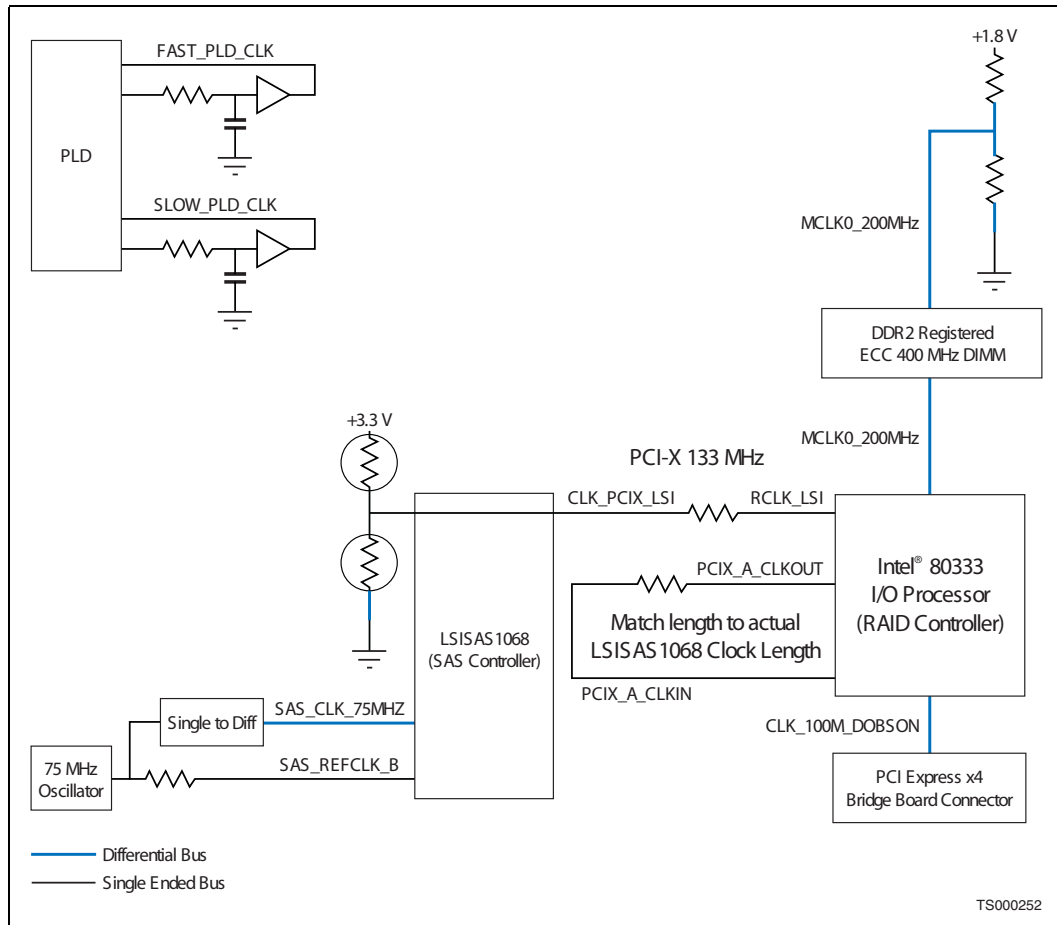 FAST_PLD_CLK
PLD
SLOW_PLD_CLK
+1.8 V
MCLK0_200MHz
DDR2 Registered
ECC 400 MHz DIMM
MCLK0_200MHz
+3.3 V
PCI-X 133 MHz
CLK_PCIX_LSI
RCLK_LSI
LSISAS1068
(SAS Controller)
PCIX_A_CLKOUT
Match length to actual
LSISAS1068 Clock Length
PCIX_A_CLKIN
Intel® 80333
I/O Processor
(RAID Controller)
Single to Diff
SAS_CLK_75MHZ
75 MHz
Oscillator
SAS_REFCLK_B
CLK_100M_DOBSON
PCI Express x4
Bridge Board Connector
Differential Bus
Single Ended Bus
TS000252